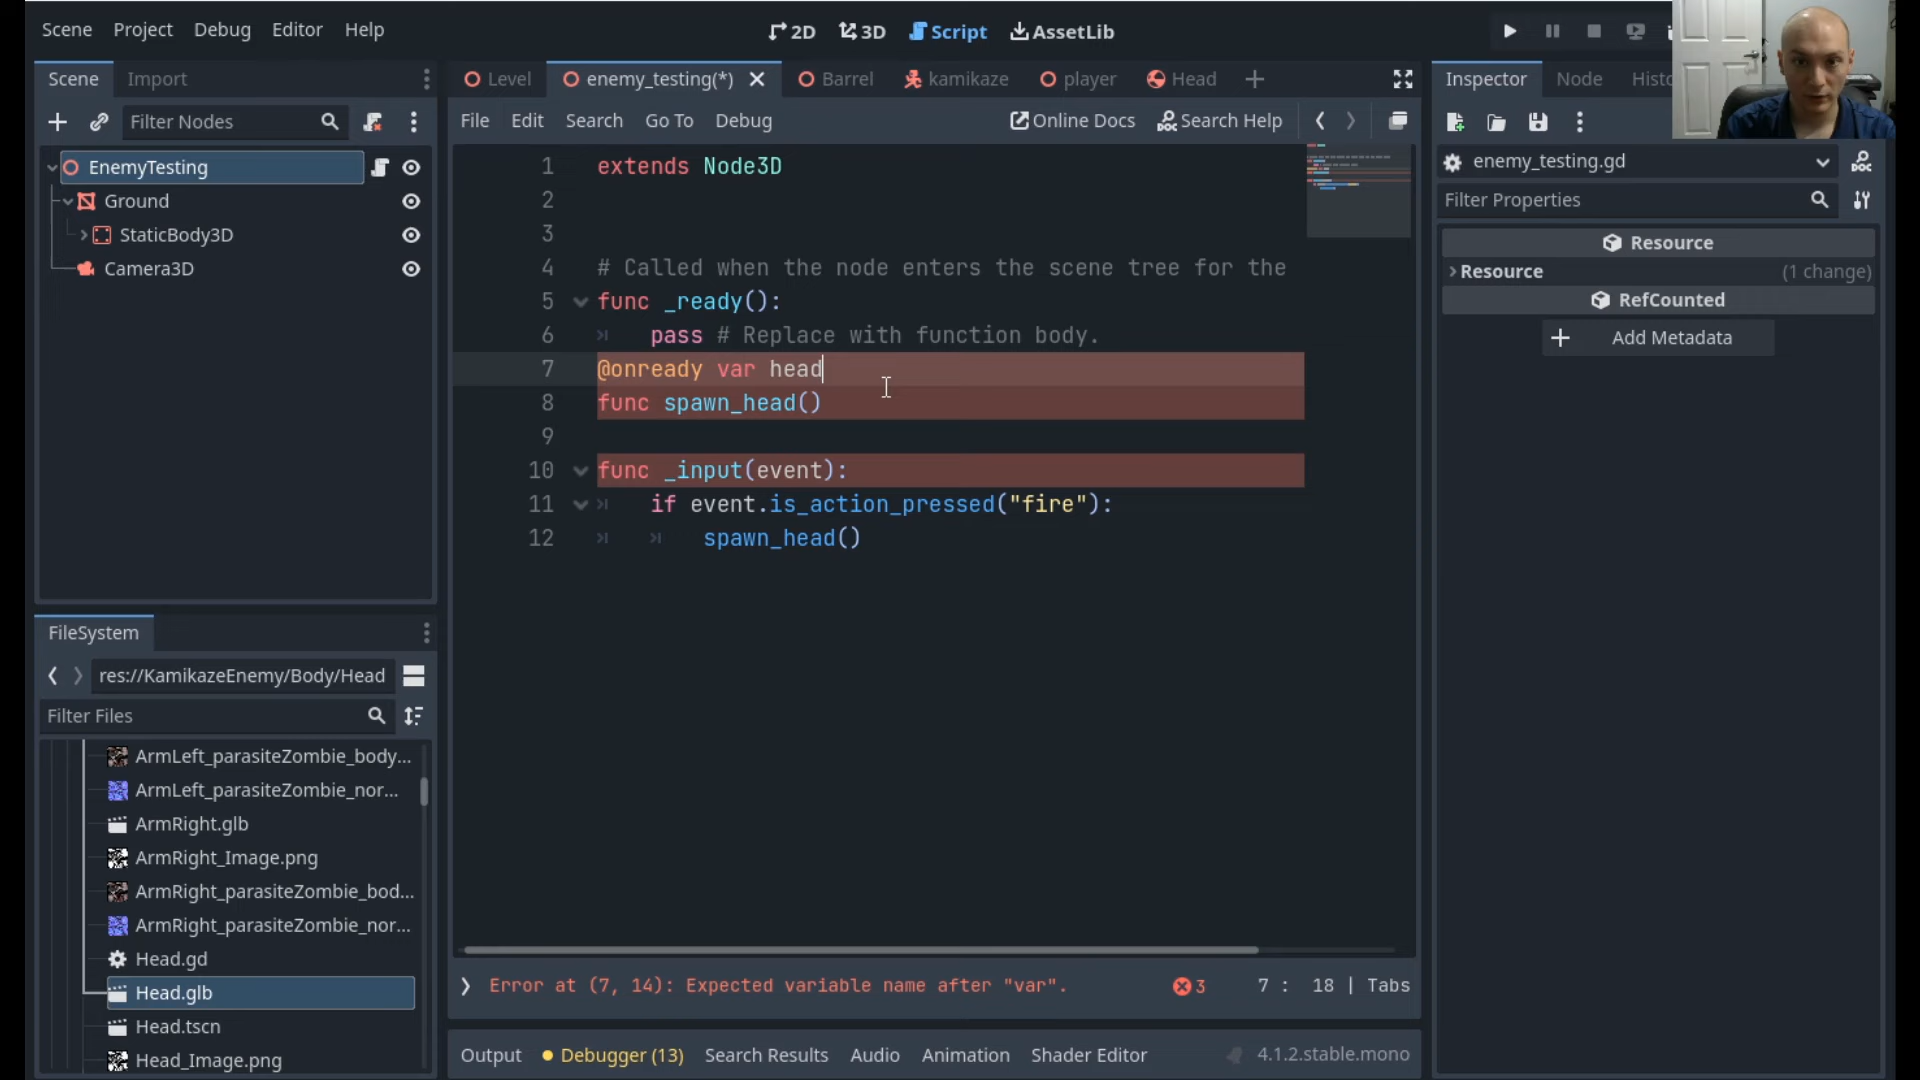 Scene Project Debug Editor Help
2D 3D Script AssetLib
Scene Import
Level enemy_testing(*) Barrel kamikaze player Head
Inspector Node Histo
Filter Nodes
File Edit Search Go To Debug Online Docs Search Help
EnemyTesting
Ground
StaticBody3D
Camera3D
1 extends Node3D
2
3
4 # Called when the node enters the scene tree for the
5 func _ready():
6 pass # Replace with function body.
7 @onready var head
8 func spawn_head()
9
10 func _input(event):
11 if event.is_action_pressed("fire"):
12 spawn_head()
enemy_testing.gd
Filter Properties
Resource
Resource (1 change)
RefCounted
Add Metadata
FileSystem
res://KamikazeEnemy/Body/Head
Filter Files
ArmLeft_parasiteZombie_body...
ArmLeft_parasiteZombie_nor...
ArmRight.glb
ArmRight_Image.png
ArmRight_parasiteZombie_bod...
ArmRight_parasiteZombie_nor...
Head.gd
Head.glb
Head.tscn
Head_Image.png
Error at (7, 14): Expected variable name after "var". 3 7 : 18 | Tabs
Output Debugger (13) Search Results Audio Animation Shader Editor 4.1.2.stable.mono